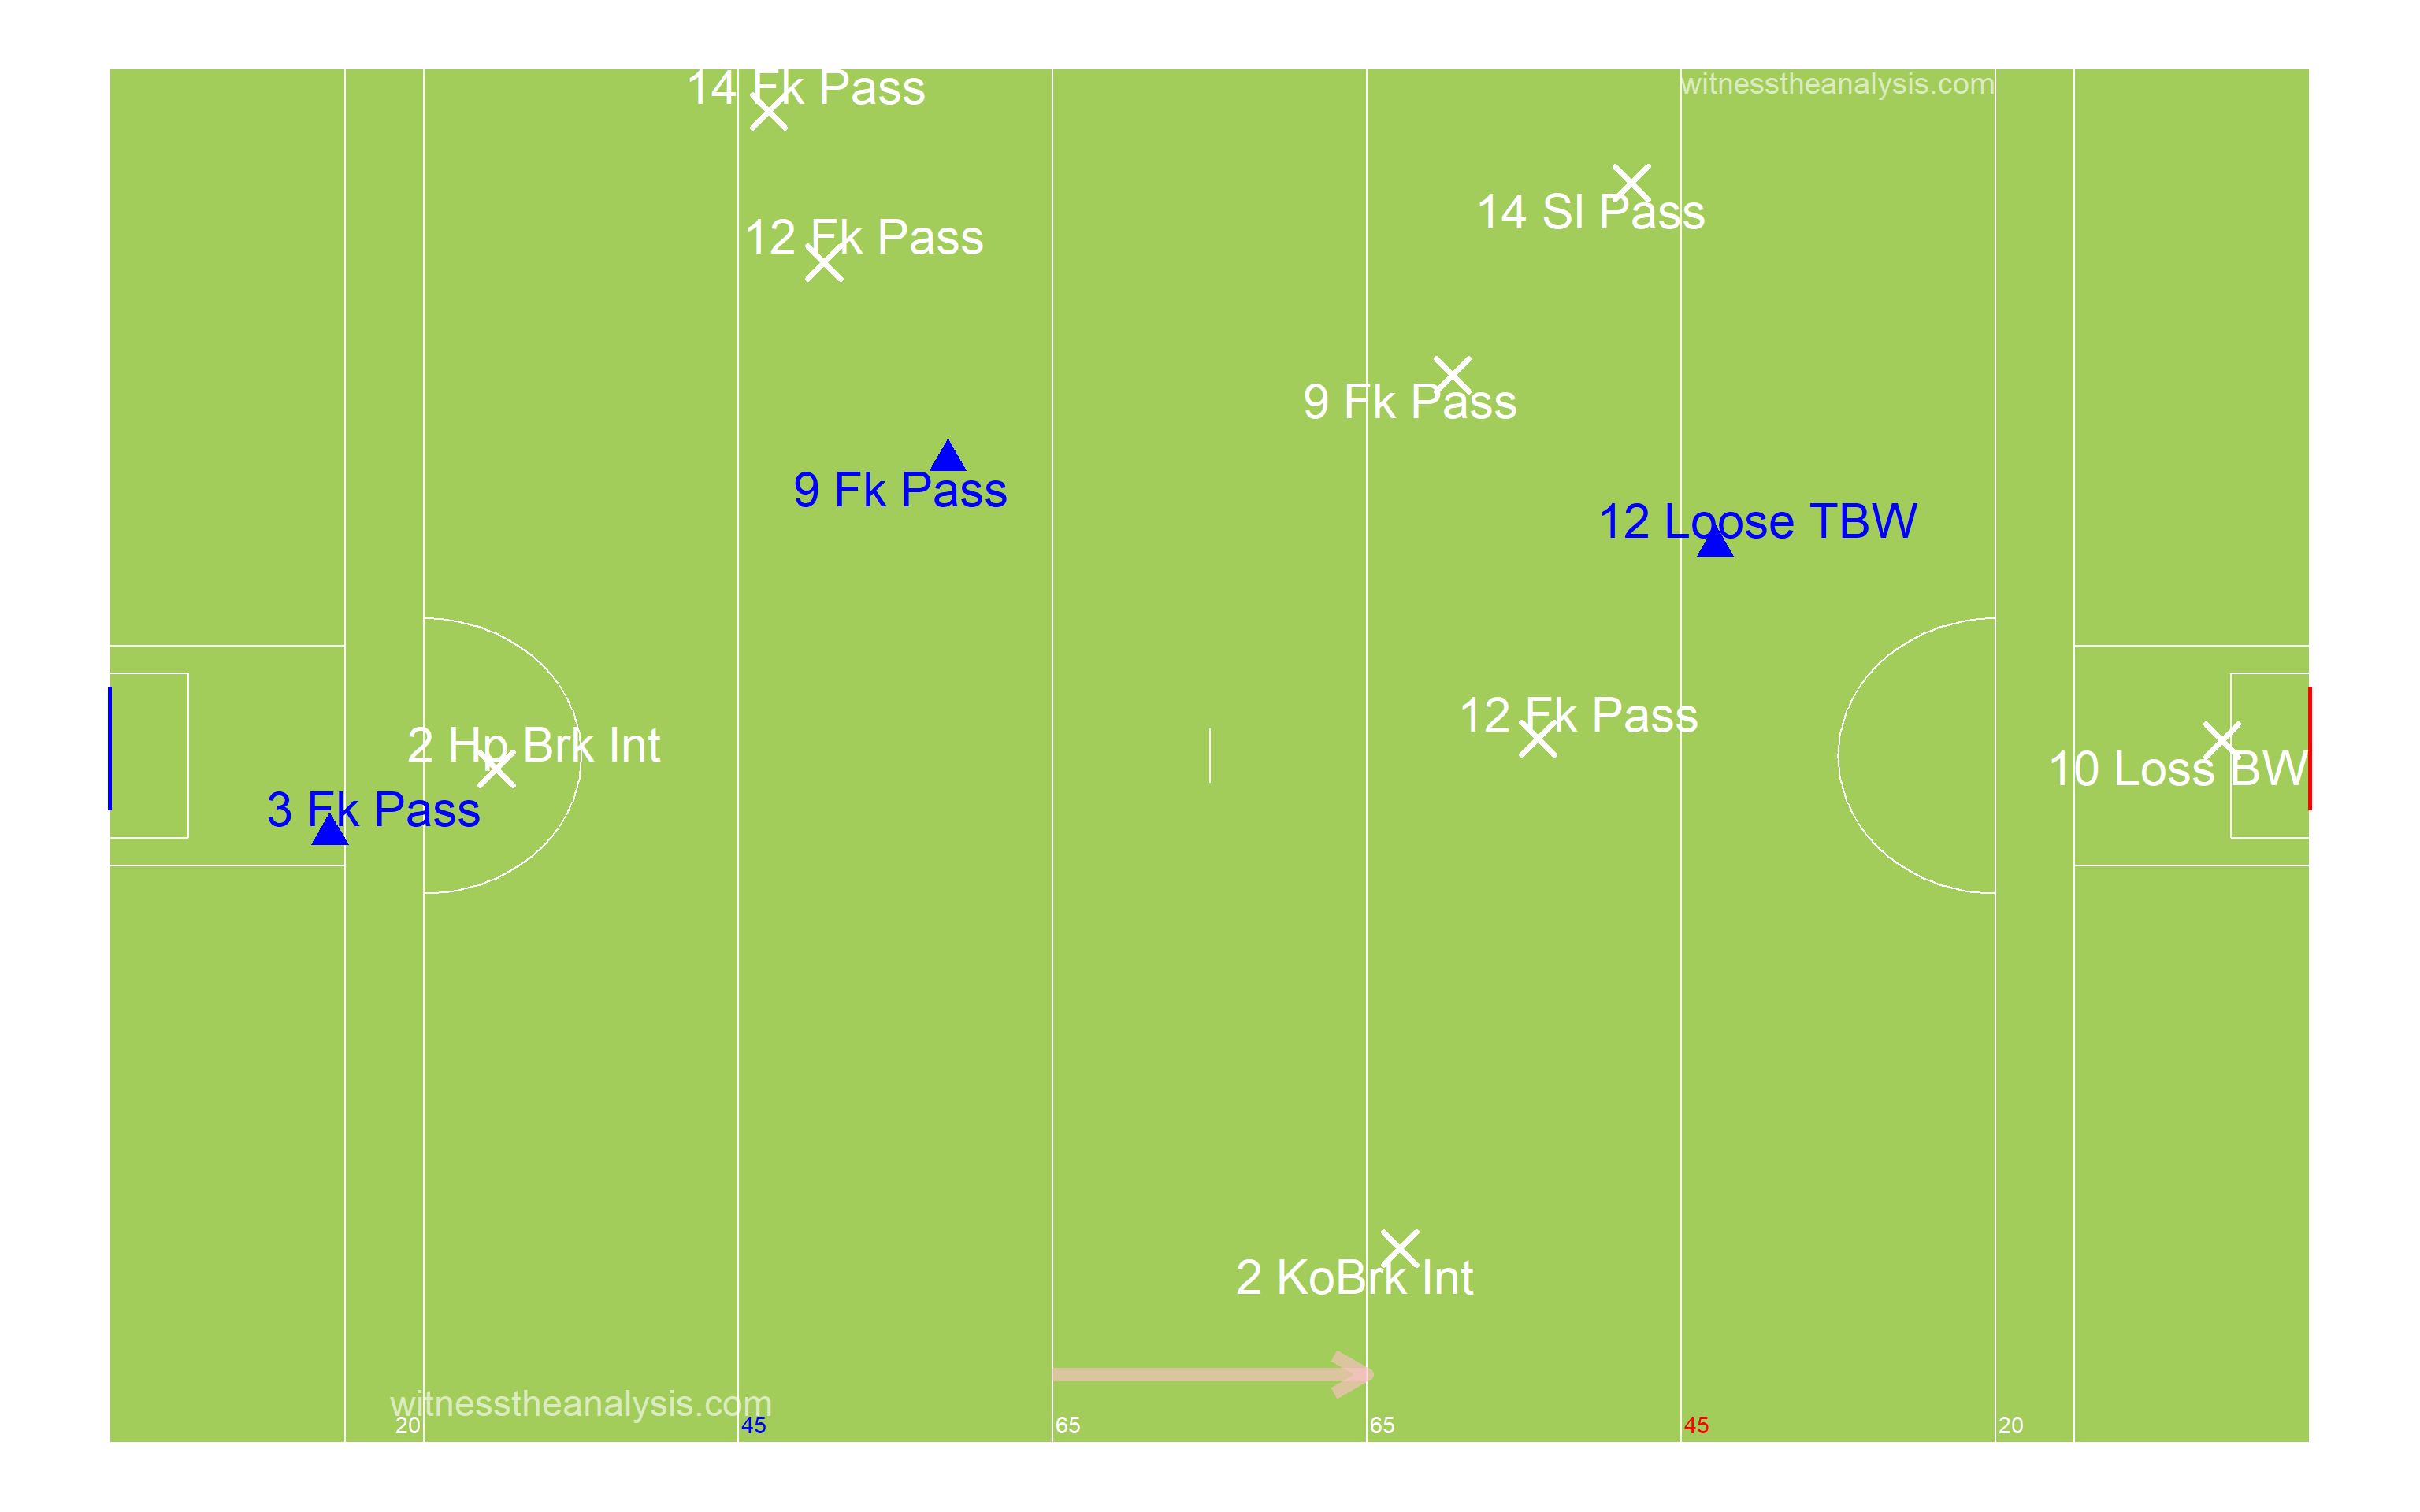 14 Fk Pass
witnesstheanalysis.com
14 Sl Pass
12 Fk Pass
9 Fk Pass
9 Fk Pass
12 Loose TBW
12 Fk Pass
2 Hp Brk Int
10 Loss BW
3 Fk Pass
2 KoBrk Int
witnesstheanalysis.com
20
45
65
65
45
20